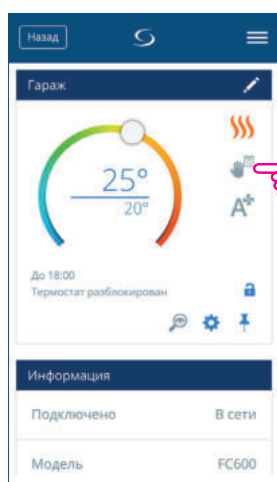 Назад
Гараж
25°
20°
A
До 18:00
Термостат разблокирован
Информация
Подключено В сети
Модель FC600